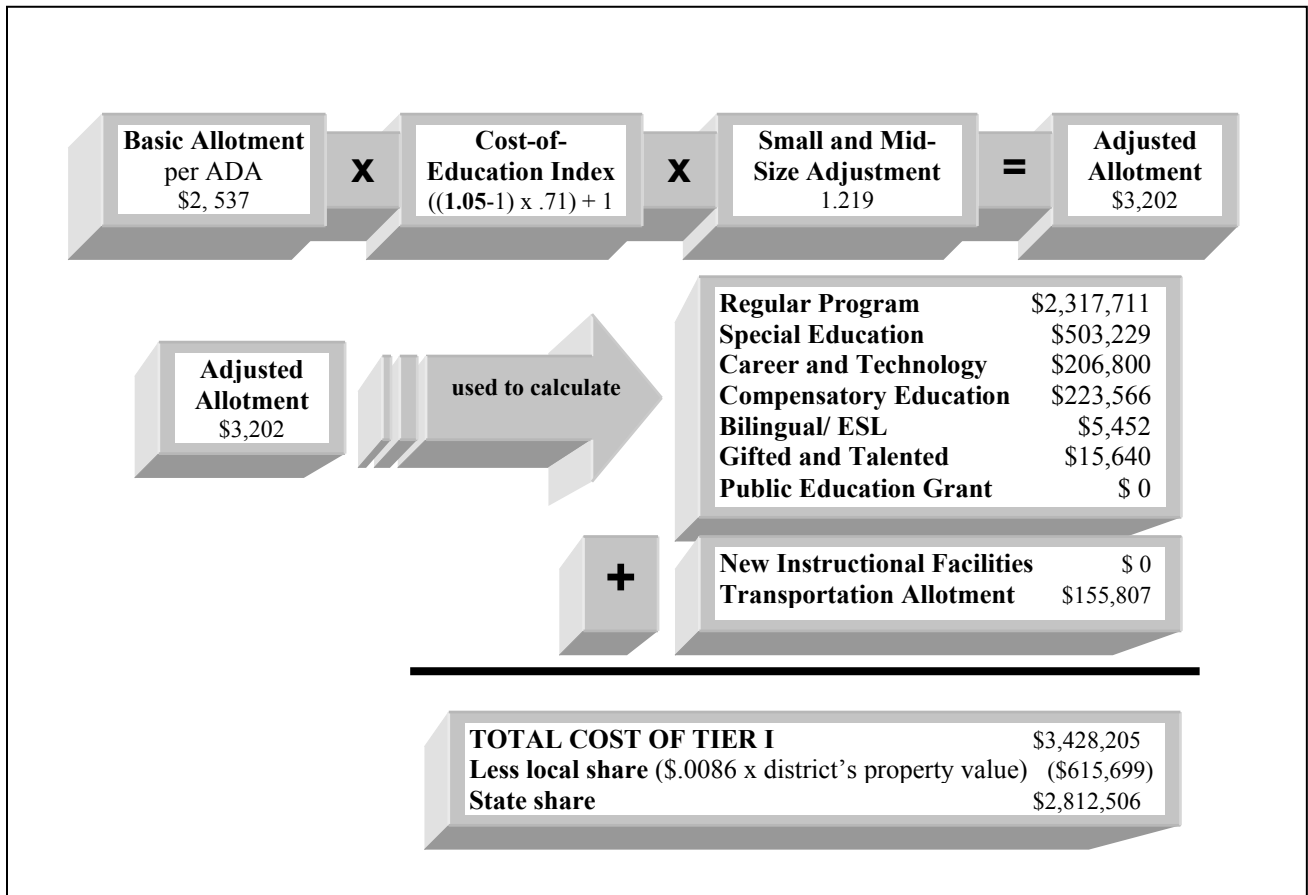 Basic Allotment
per ADA
$2, 537
x
Cost-of-
Education Index
((1.05-1) x .71) + 1
x
Small and Mid-
Size Adjustment
1.219
=
Adjusted
Allotment
$3,202
Adjusted
Allotment
$3,202
used to calculate
Regular Program $2,317,711
Special Education $503,229
Career and Technology $206,800
Compensatory Education $223,566
Bilingual/ ESL $5,452
Gifted and Talented $15,640
Public Education Grant $ 0
+
New Instructional Facilities $ 0
Transportation Allotment $155,807
TOTAL COST OF TIER I $3,428,205
Less local share ($.0086 x district's property value) ($615,699)
State share $2,812,506